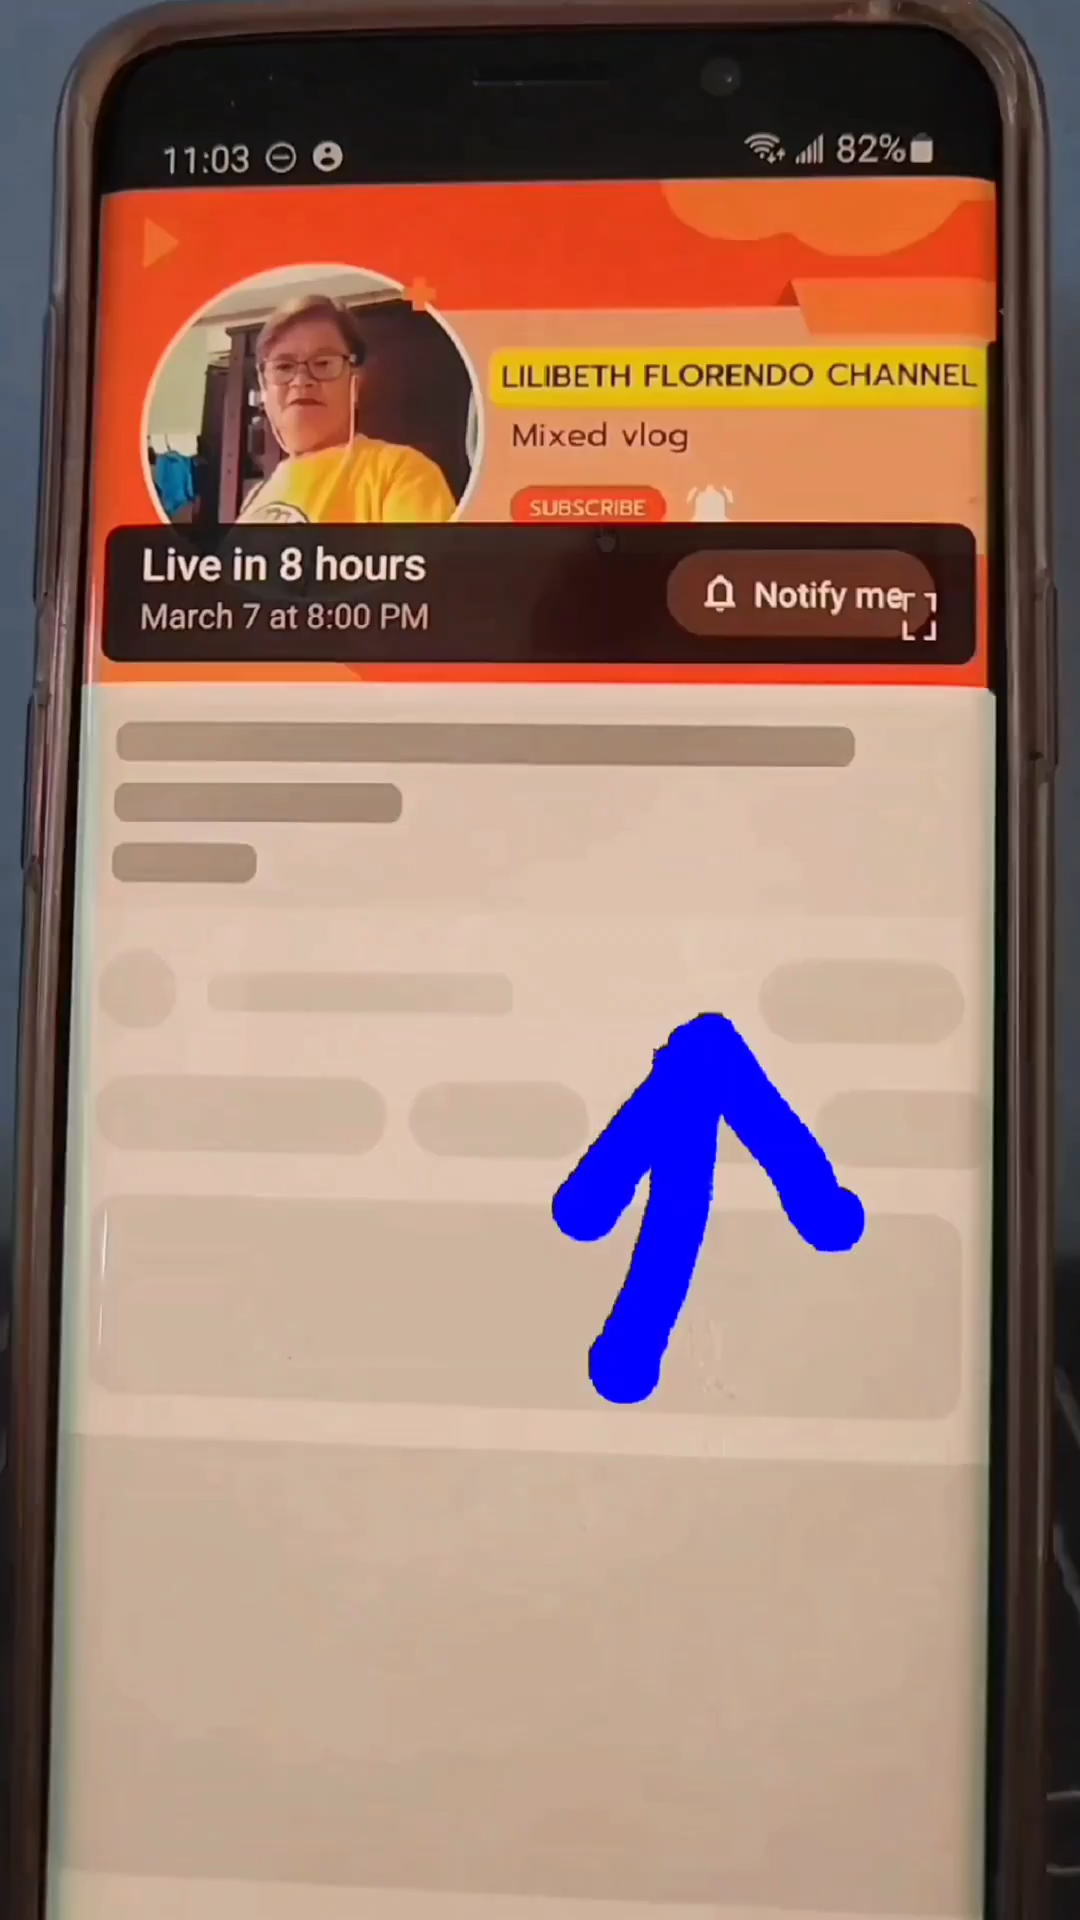 11:03
82%
LILIBETH FLORENDO CHANNEL
Mixed vlog
SUBSCRIBE
Live in 8 hours
March 7 at 8:00 PM
Notify me